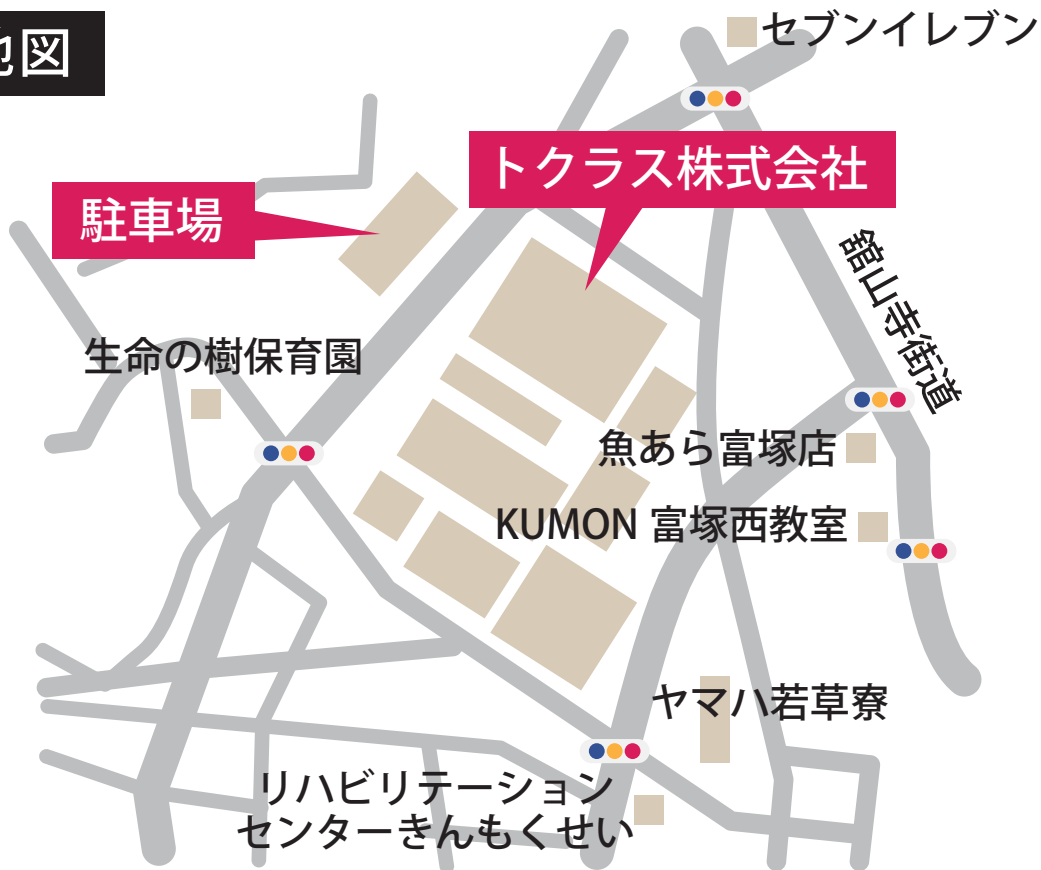 地図
セブンイレブン
トクラス株式会社
駐車場
舘山寺街道
生命の樹保育園
魚あら富塚店
KUMON 富塚西教室
ヤマハ若草寮
リハビリテーション
センターきんもくせい